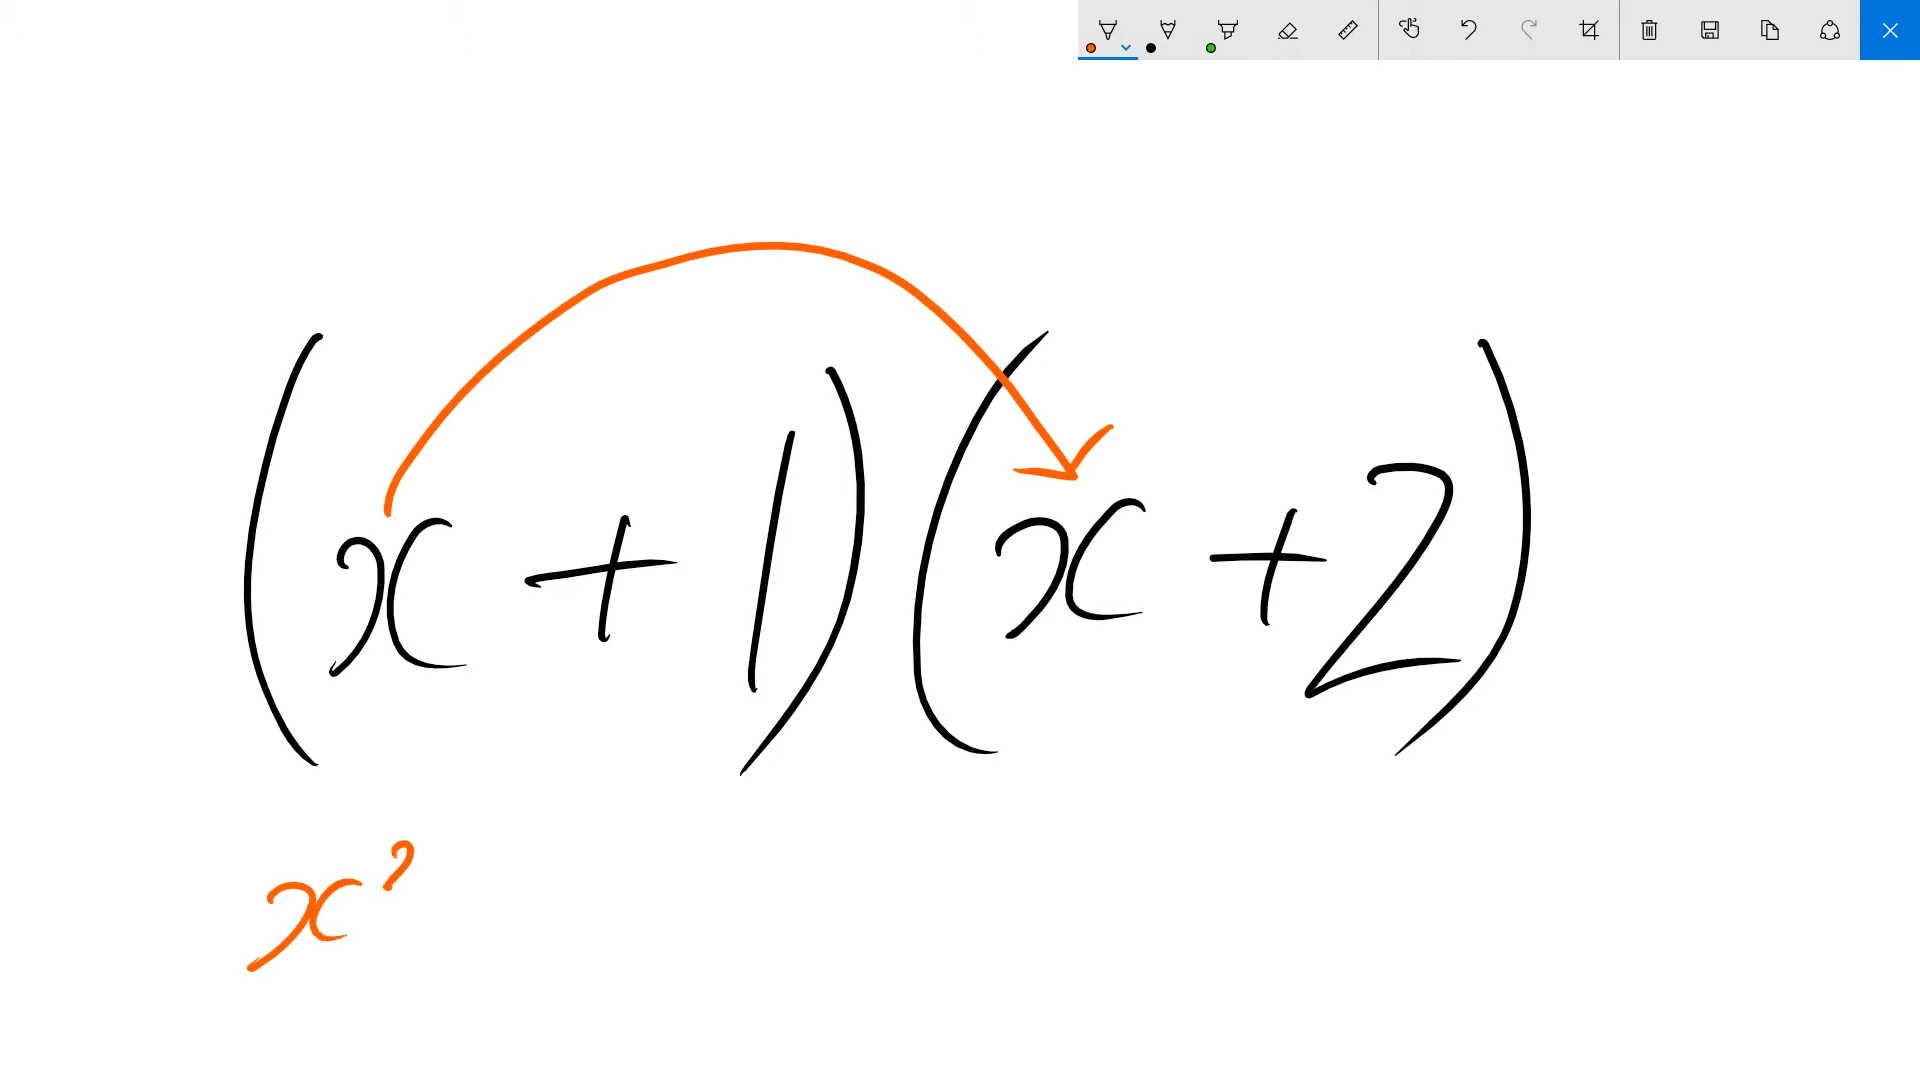 (x + 1)(x + 2)
x²